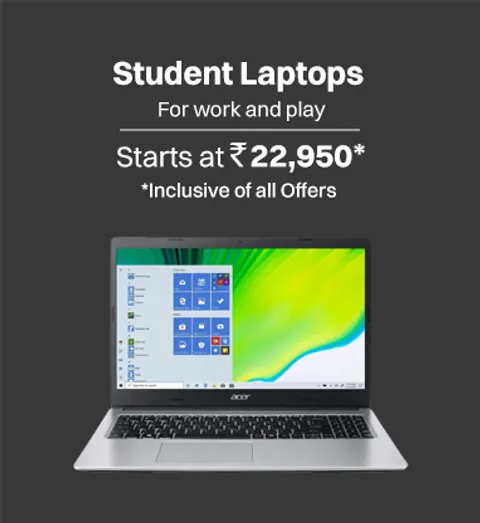 Student Laptops
For work and play
Starts at ₹22,950*
*Inclusive of all Offers
acer